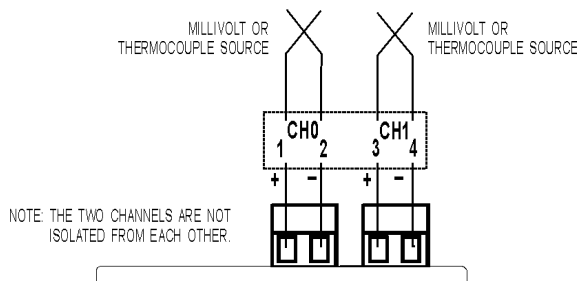 MILLIVOLT OR
THERMOCOUPLE SOURCE
MILLIVOLT OR
THERMOCOUPLE SOURCE
CH0
CH1
1
2
3
4
+
−
+
−
NOTE: THE TWO CHANNELS ARE NOT
ISOLATED FROM EACH OTHER.